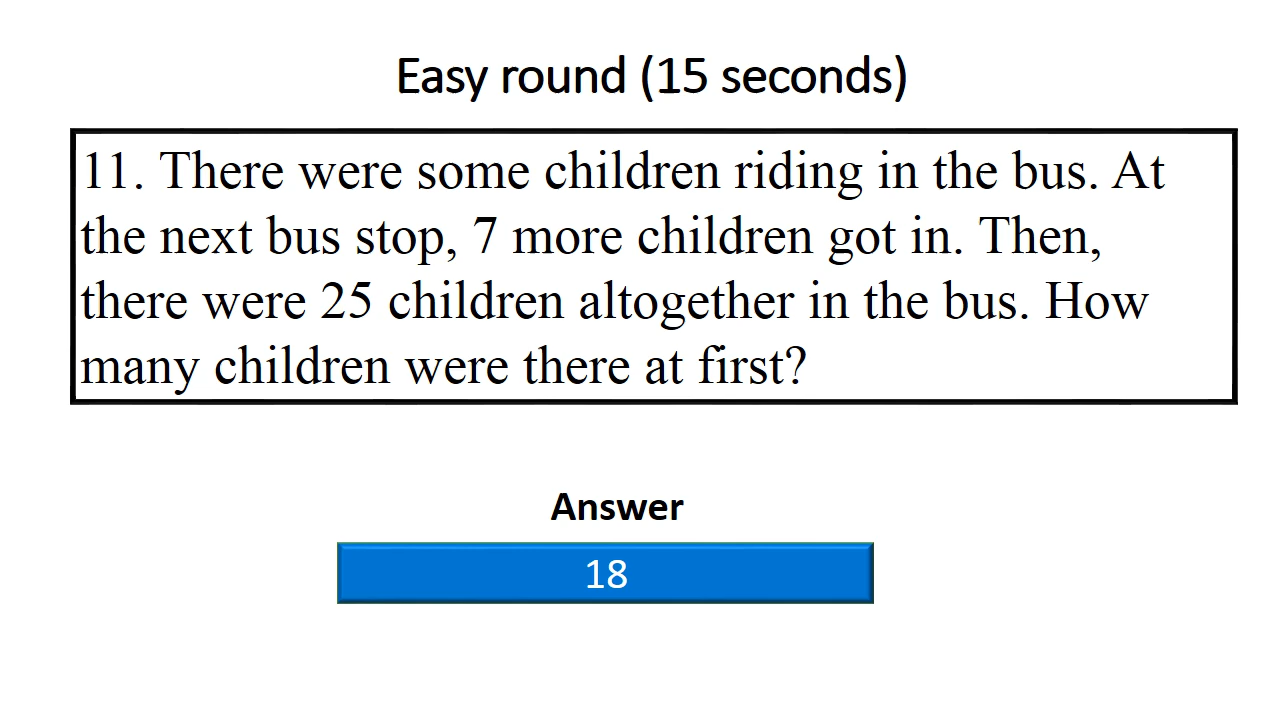 Easy round (15 seconds)
11. There were some children riding in the bus. At
the next bus stop, 7 more children got in. Then,
there were 25 children altogether in the bus. How
many children were there at first?
Answer
18